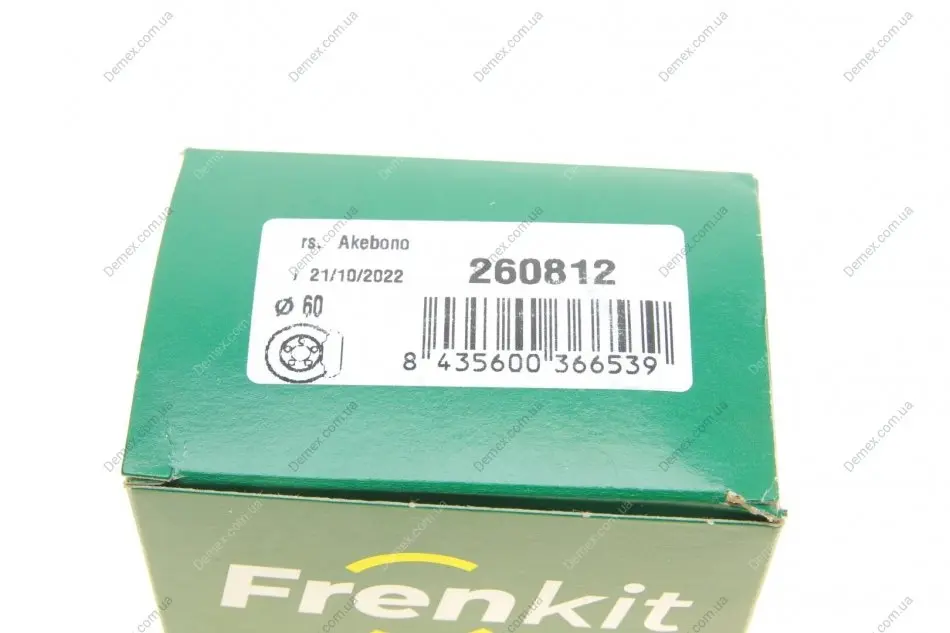 rs. Akebono
21/10/2022
260812
Ø 60
8 435600 366539
Frenkit
Demex.com.ua